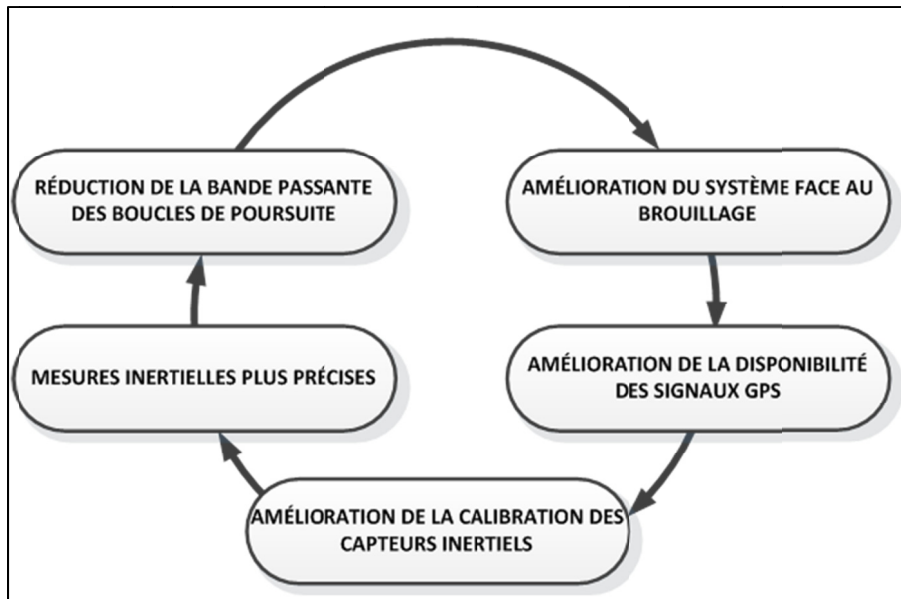 RÉDUCTION DE LA BANDE PASSANTE
DES BOUCLES DE POURSUITE
AMÉLIORATION DU SYSTÈME FACE AU
BROUILLAGE
MESURES INERTIELLES PLUS PRÉCISES
AMÉLIORATION DE LA DISPONIBILITÉ
DES SIGNAUX GPS
AMÉLIORATION DE LA CALIBRATION DES
CAPTEURS INERTIELS